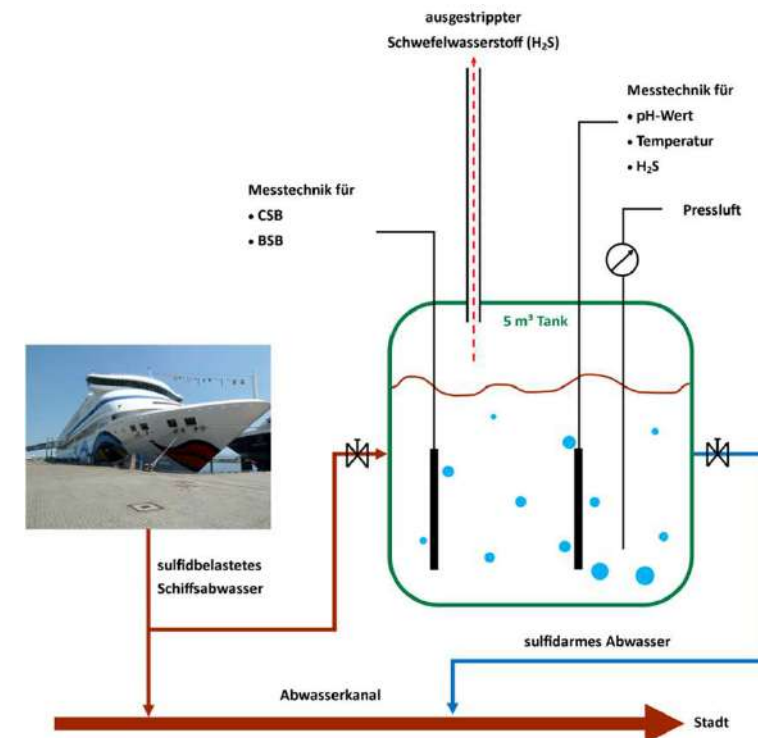 ausgestrippter
Schwefelwasserstoff (H₂S)
Messtechnik für
• pH-Wert
• Temperatur
• H₂S
Messtechnik für
• CSB
• BSB
Pressluft
5 m³ Tank
sulfidbelastetes
Schiffsabwasser
sulfidarmes Abwasser
Abwasserkanal
Stadt